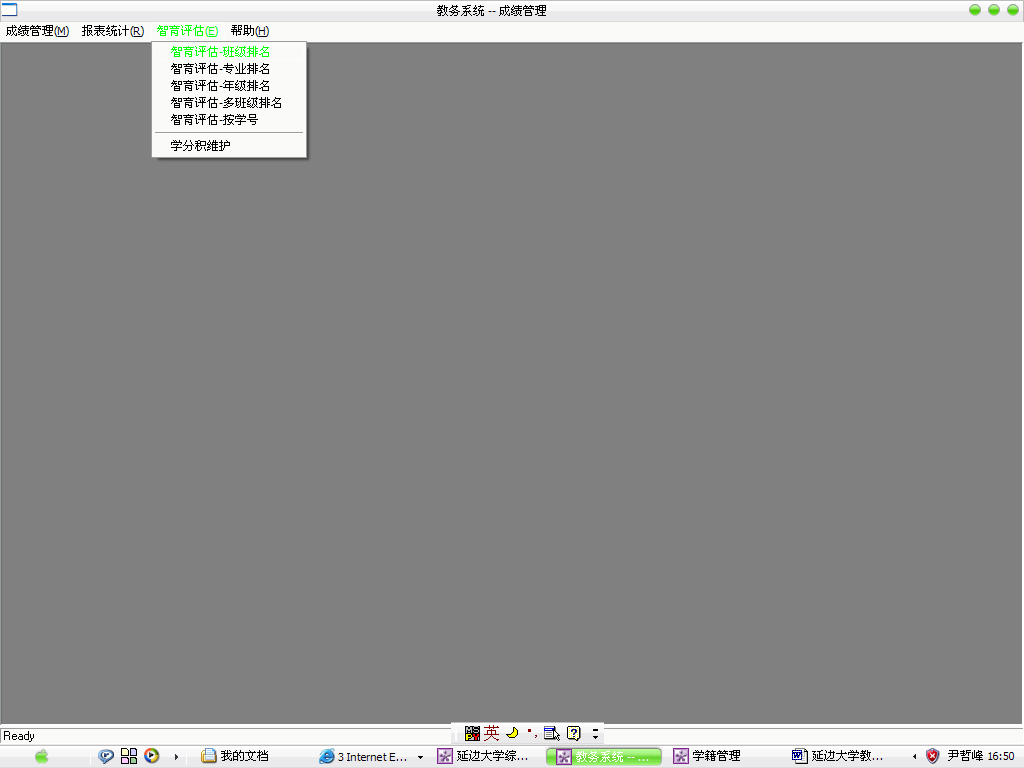 教务系统 -- 成绩管理
成绩管理(M) 报表统计(R) 智育评估(E) 帮助(H)
智育评估-班级排名
智育评估-专业排名
智育评估-年级排名
智育评估-多班级排名
智育评估-按学号
学分积维护
Ready
英
我的文档 3 Internet E... 延边大学综... 教务系统 -- ... 学籍管理 延边大学教... 尹哲峰 16:50